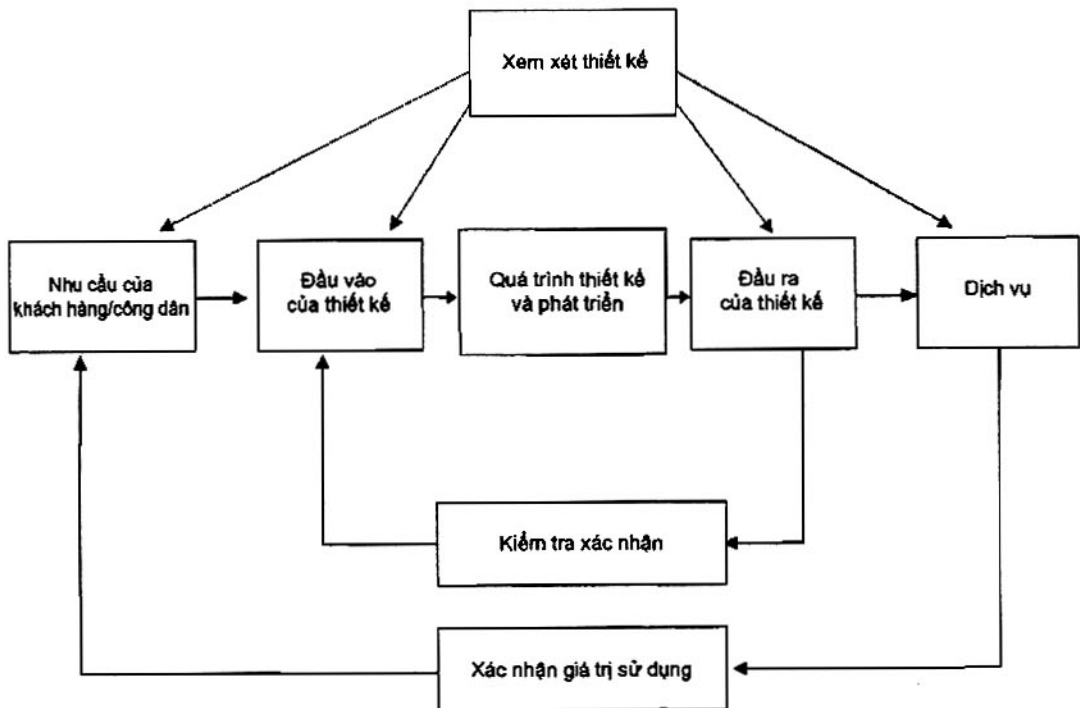 Xem xét thiết kế
Nhu cầu của
khách hàng/công dân
Đầu vào
của thiết kế
Quá trình thiết kế
và phát triển
Đầu ra
của thiết kế
Dịch vụ
Kiểm tra xác nhận
Xác nhận giá trị sử dụng